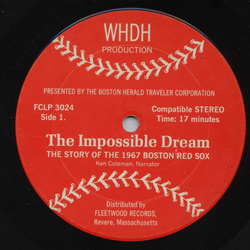 WHDH
PRODUCTION
PRESENTED BY THE BOSTON HERALD TRAVELER CORPORATION
FCLP 3024 Compatible STEREO
Side 1. Time: 17 minutes
The Impossible Dream
THE STORY OF THE 1967 BOSTON RED SOX
Ken Coleman, Narrator
Distributed by
FLEETWOOD RECORDS,
Revere, Massachusetts